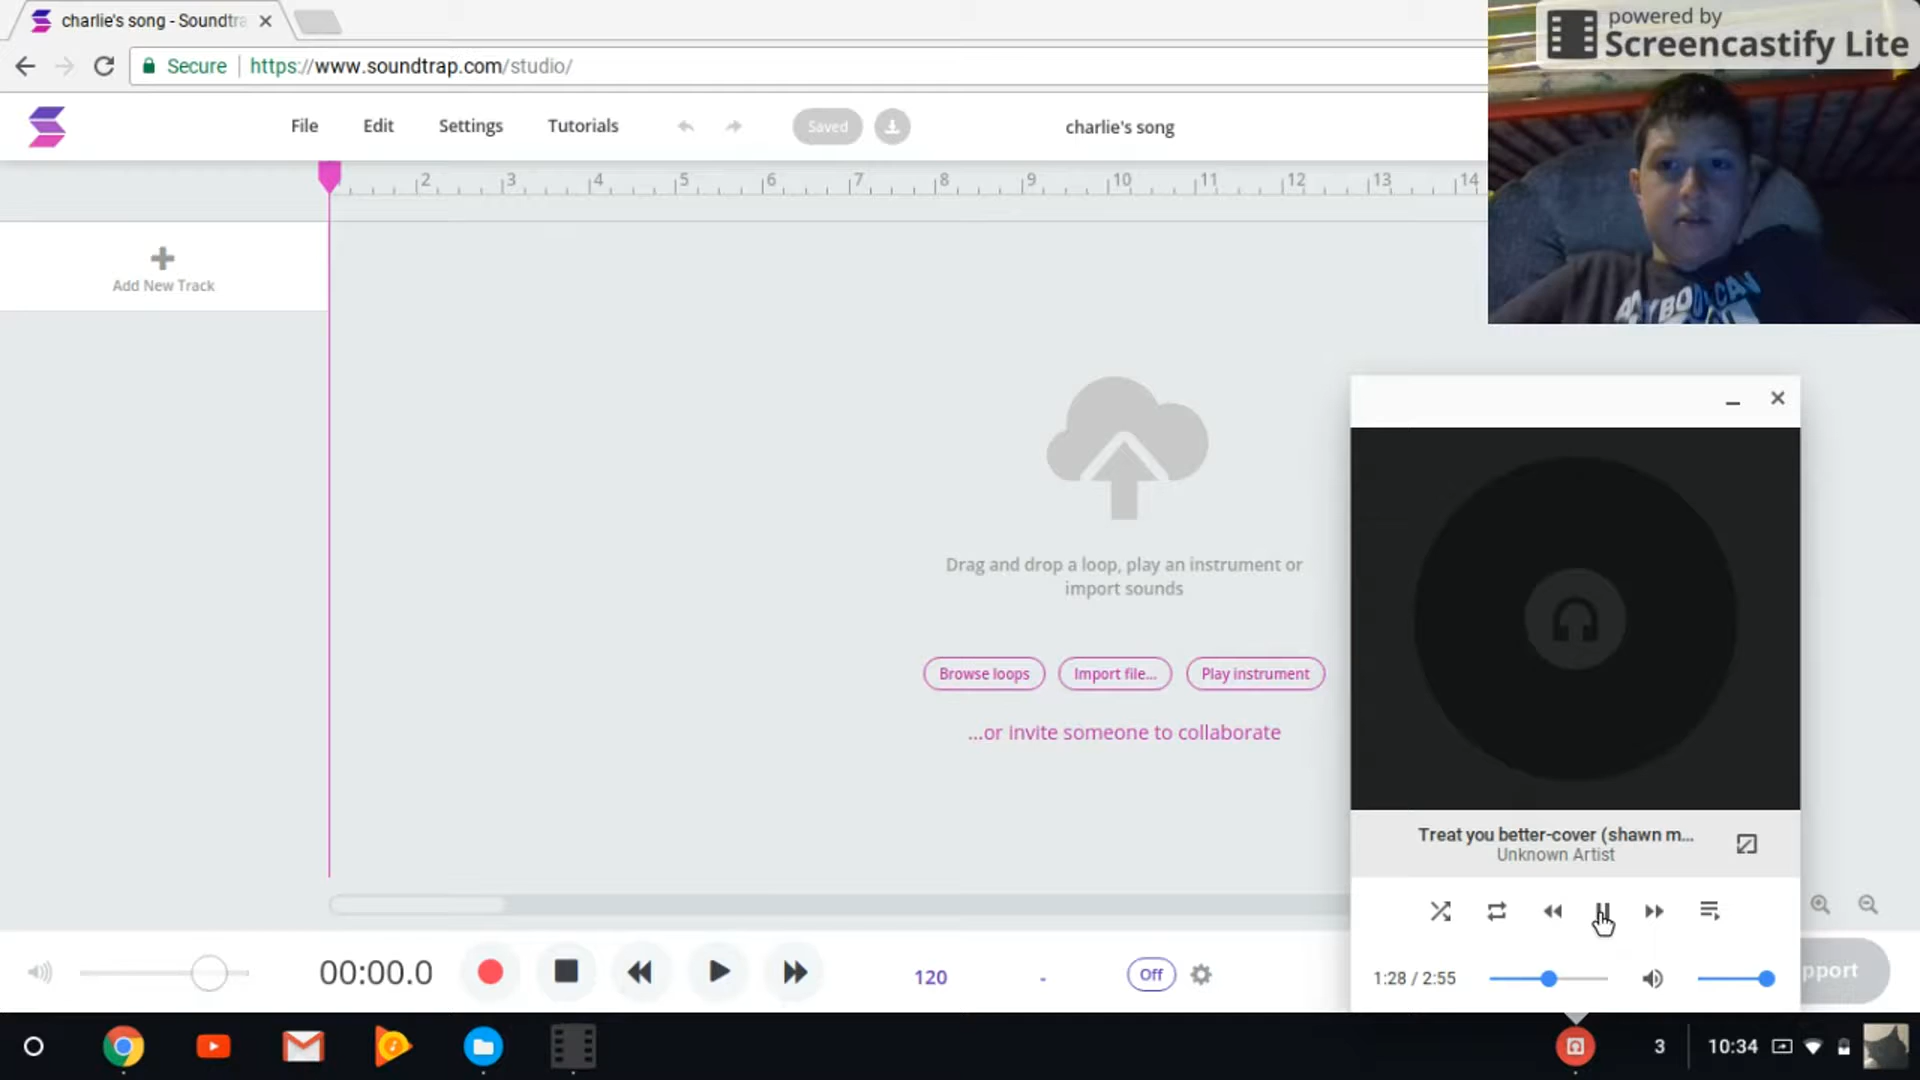 charlie's song - Soundtra
powered by
Screencastify Lite
Secure
https://www.soundtrap.com/studio/
File
Edit
Settings
Tutorials
Saved
charlie's song
2
3
4
5
6
7
8
9
10
11
12
13
14
Add New Track
Drag and drop a loop, play an instrument or
import sounds
Browse loops
Import file...
Play instrument
...or invite someone to collaborate
Treat you better-cover (shawn m...
Unknown Artist
1:28 / 2:55
00:00.0
120
-
Off
pport
3
10:34